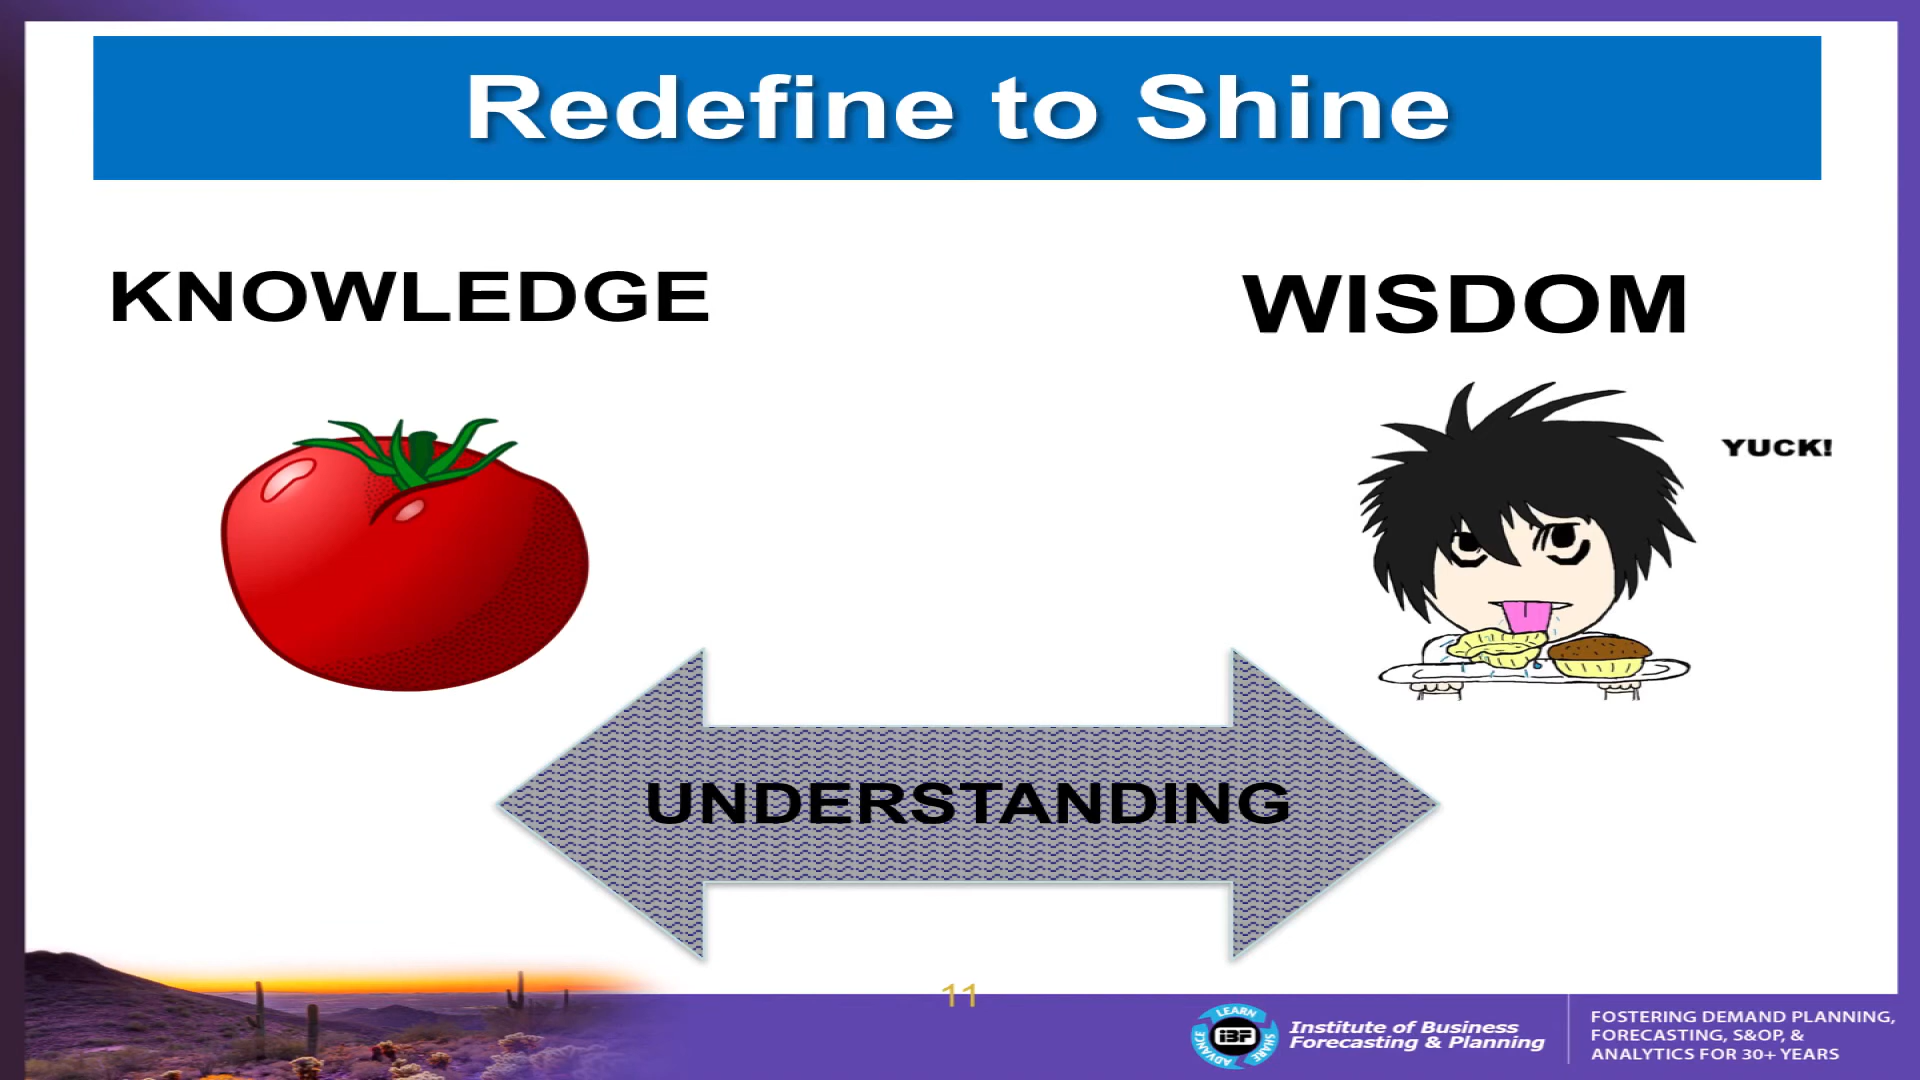 Redefine to Shine
KNOWLEDGE
WISDOM
YUCK!
UNDERSTANDING
11
LEARN
SHARE
ADVANCE
iBF
Institute of Business
Forecasting & Planning
FOSTERING DEMAND PLANNING,
FORECASTING, S&OP, &
ANALYTICS FOR 30+ YEARS